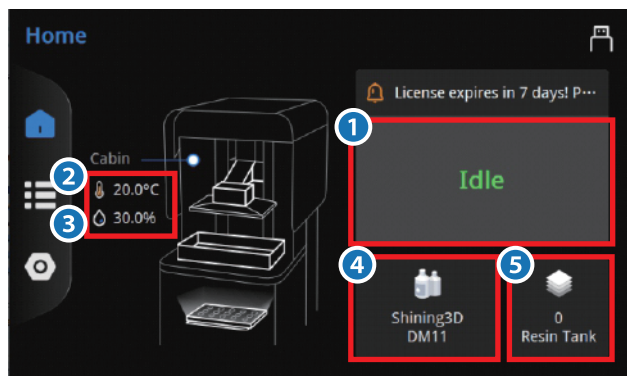 Home
License expires in 7 days! P···
1
Idle
Cabin
2
20.0°C
3
30.0%
4
Shining3D
DM11
5
0
Resin Tank